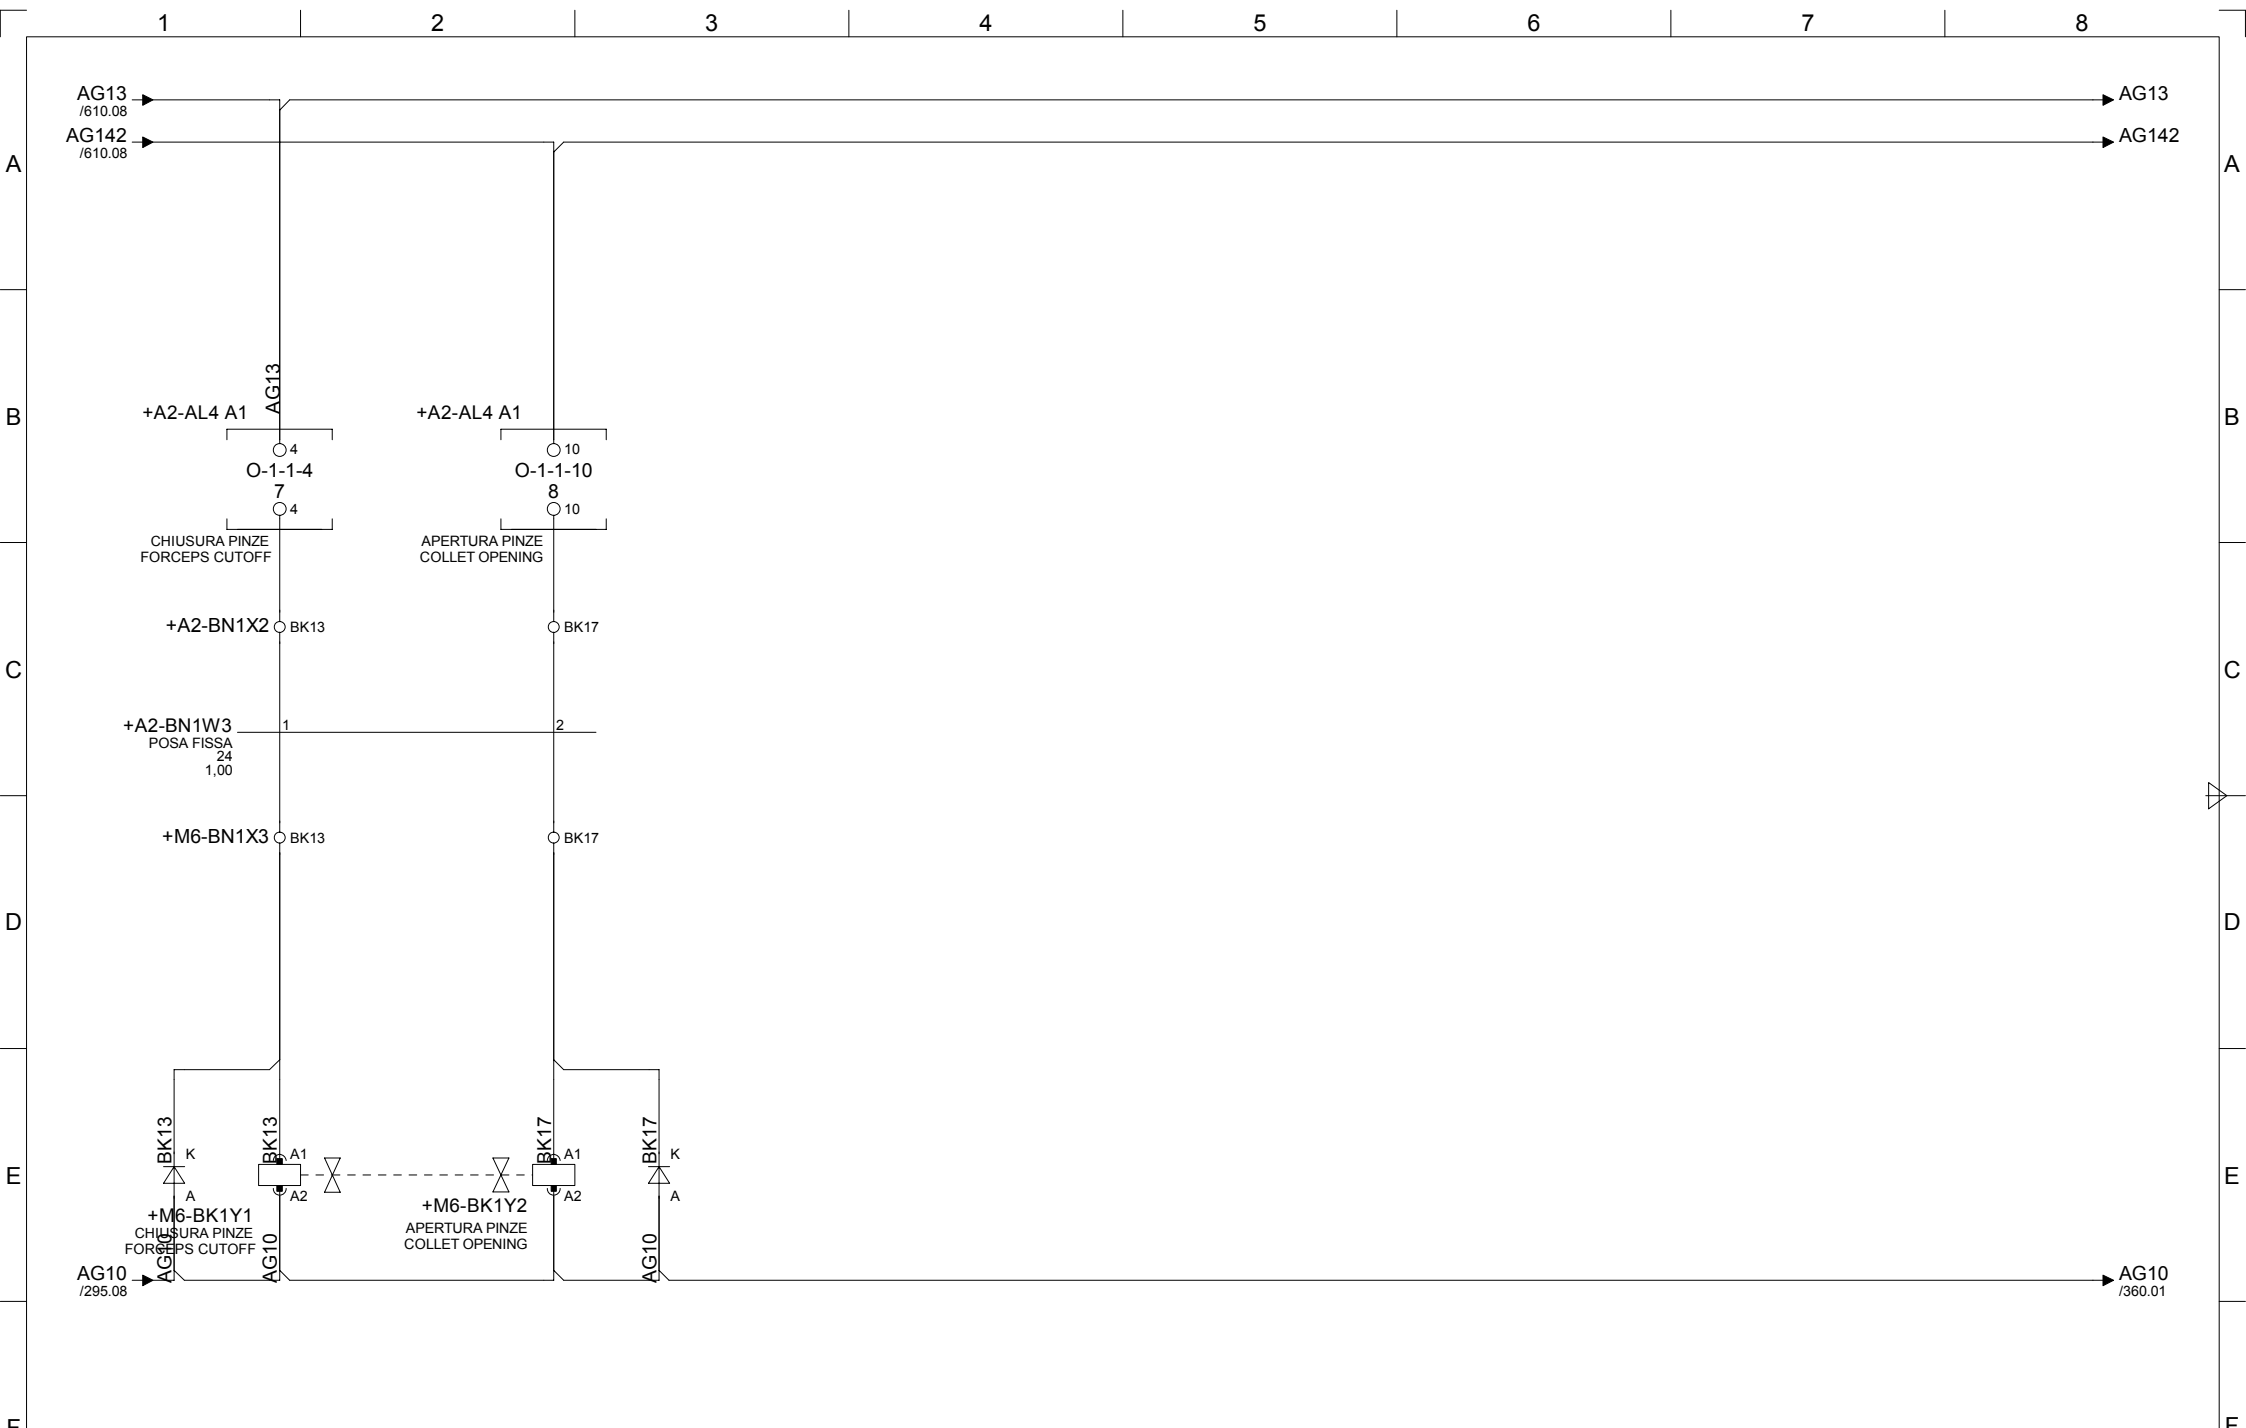 1 2 3 4 5 6 7 8
AG13 AG13
/610.08
AG142 AG142
/610.08
A A
AG13
+A2-AL4 A1 +A2-AL4 A1
B B
4 10
O-1-1-4 O-1-1-10
7 8
4 10
CHIUSURA PINZE APERTURA PINZE
FORCEPS CUTOFF COLLET OPENING
+A2-BN1X2 BK13 BK17
C C
+A2-BN1W3 1 2
POSA FISSA
24
1,00
+M6-BN1X3 BK13 BK17
D D
BK13 BK13 BK17 BK17
K A1 A1 K
E E
A A2 A2 A
+M6-BK1Y1 +M6-BK1Y2
CHIUSURA PINZE APERTURA PINZE
FORCEPS CUTOFF COLLET OPENING
AG10 AG10 AG10
AG10 AG10
/295.08 /360.01
F F